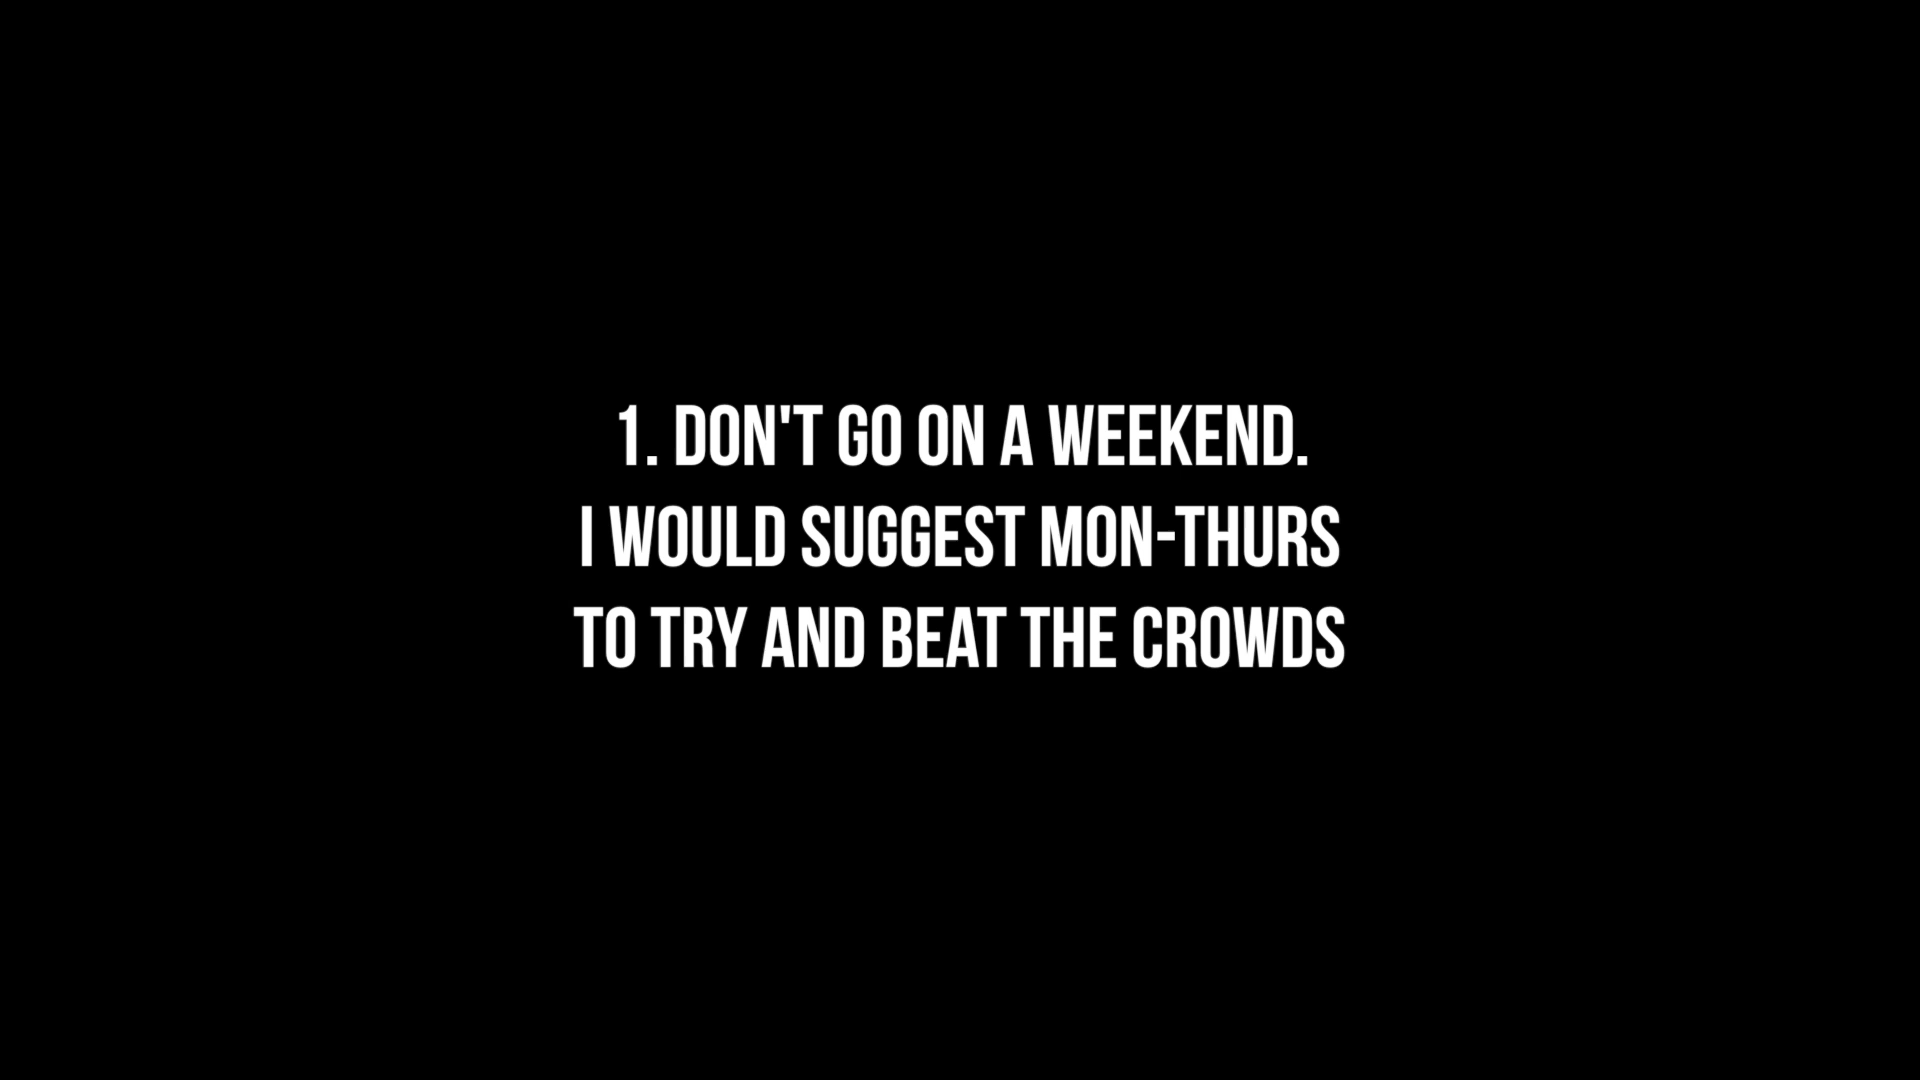 1. DON'T GO ON A WEEKEND.
I WOULD SUGGEST MON-THURS
TO TRY AND BEAT THE CROWDS